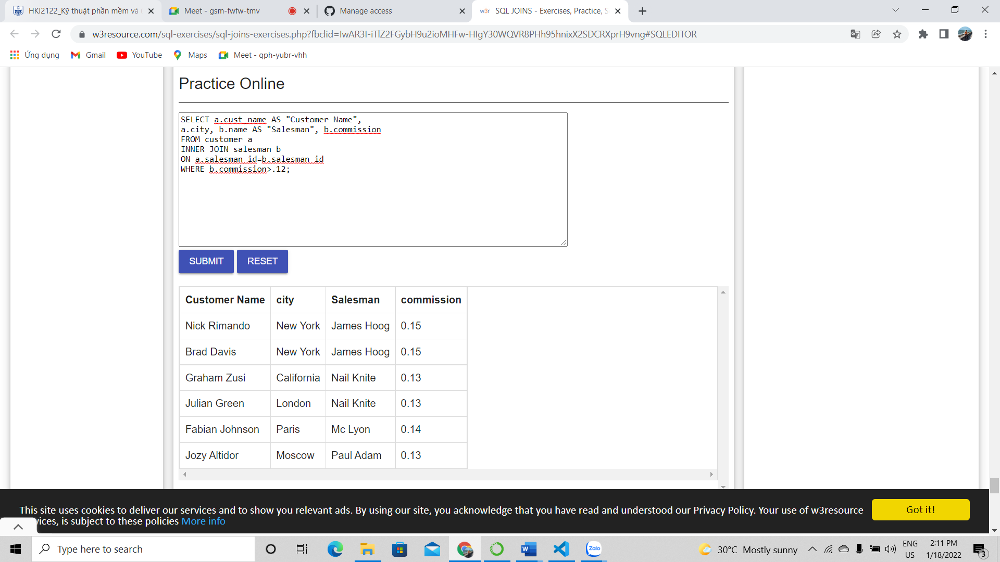 HKI2122_Kỹ thuật phần mềm và
Meet - gsm-fwfw-tmv
Manage access
w3r
SQL JOINS - Exercises, Practice, S
w3resource.com/sql-exercises/sql-joins-exercises.php?fbclid=IwAR3I-iTlZ2FGybH9u2ioMHFw-HIgY30WQVR8PHh95hnixX2SDCRXprH9vng#SQLEDITOR
Ứng dụng
Gmail
YouTube
Maps
Meet - qph-yubr-vhh
Practice Online
SELECT a.cust_name AS "Customer Name",
a.city, b.name AS "Salesman", b.commission
FROM customer a
INNER JOIN salesman b
ON a.salesman_id=b.salesman_id
WHERE b.commission>.12;
SUBMIT RESET
Customer Name city Salesman commission
Nick Rimando New York James Hoog 0.15
Brad Davis New York James Hoog 0.15
Graham Zusi California Nail Knite 0.13
Julian Green London Nail Knite 0.13
Fabian Johnson Paris Mc Lyon 0.14
Jozy Altidor Moscow Paul Adam 0.13
This site uses cookies to deliver our services and to show you relevant ads. By using our site, you acknowledge that you have read and understood our Privacy Policy. Your use of w3resource
vices, is subject to these policies More info
Got it!
Type here to search
Zalo
30°C Mostly sunny
ENG
US
2:11 PM
1/18/2022
3